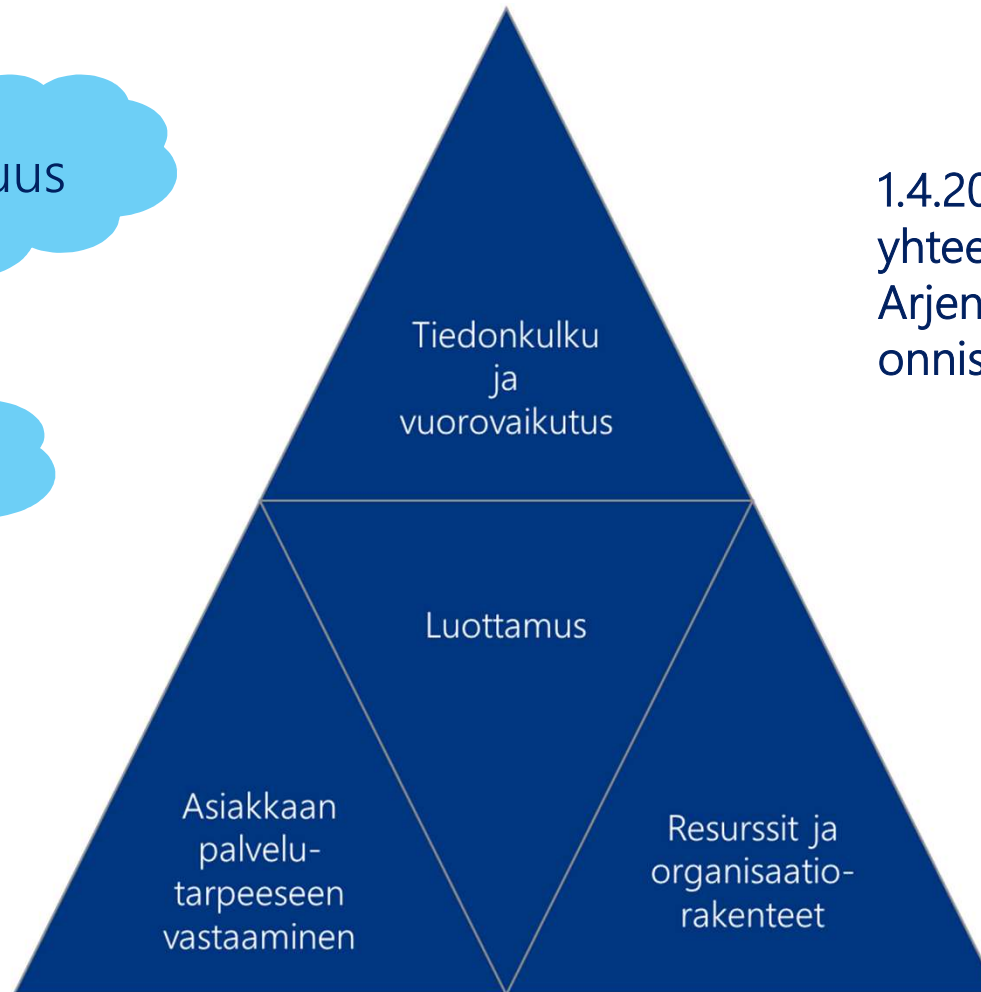 uus
1.4.20
yhtee
Arjen
onnis
Tiedonkulku
ja
vuorovaikutus
Luottamus
Asiakkaan
palvelu-
tarpeeseen
vastaaminen
Resurssit ja
organisaatio-
rakenteet